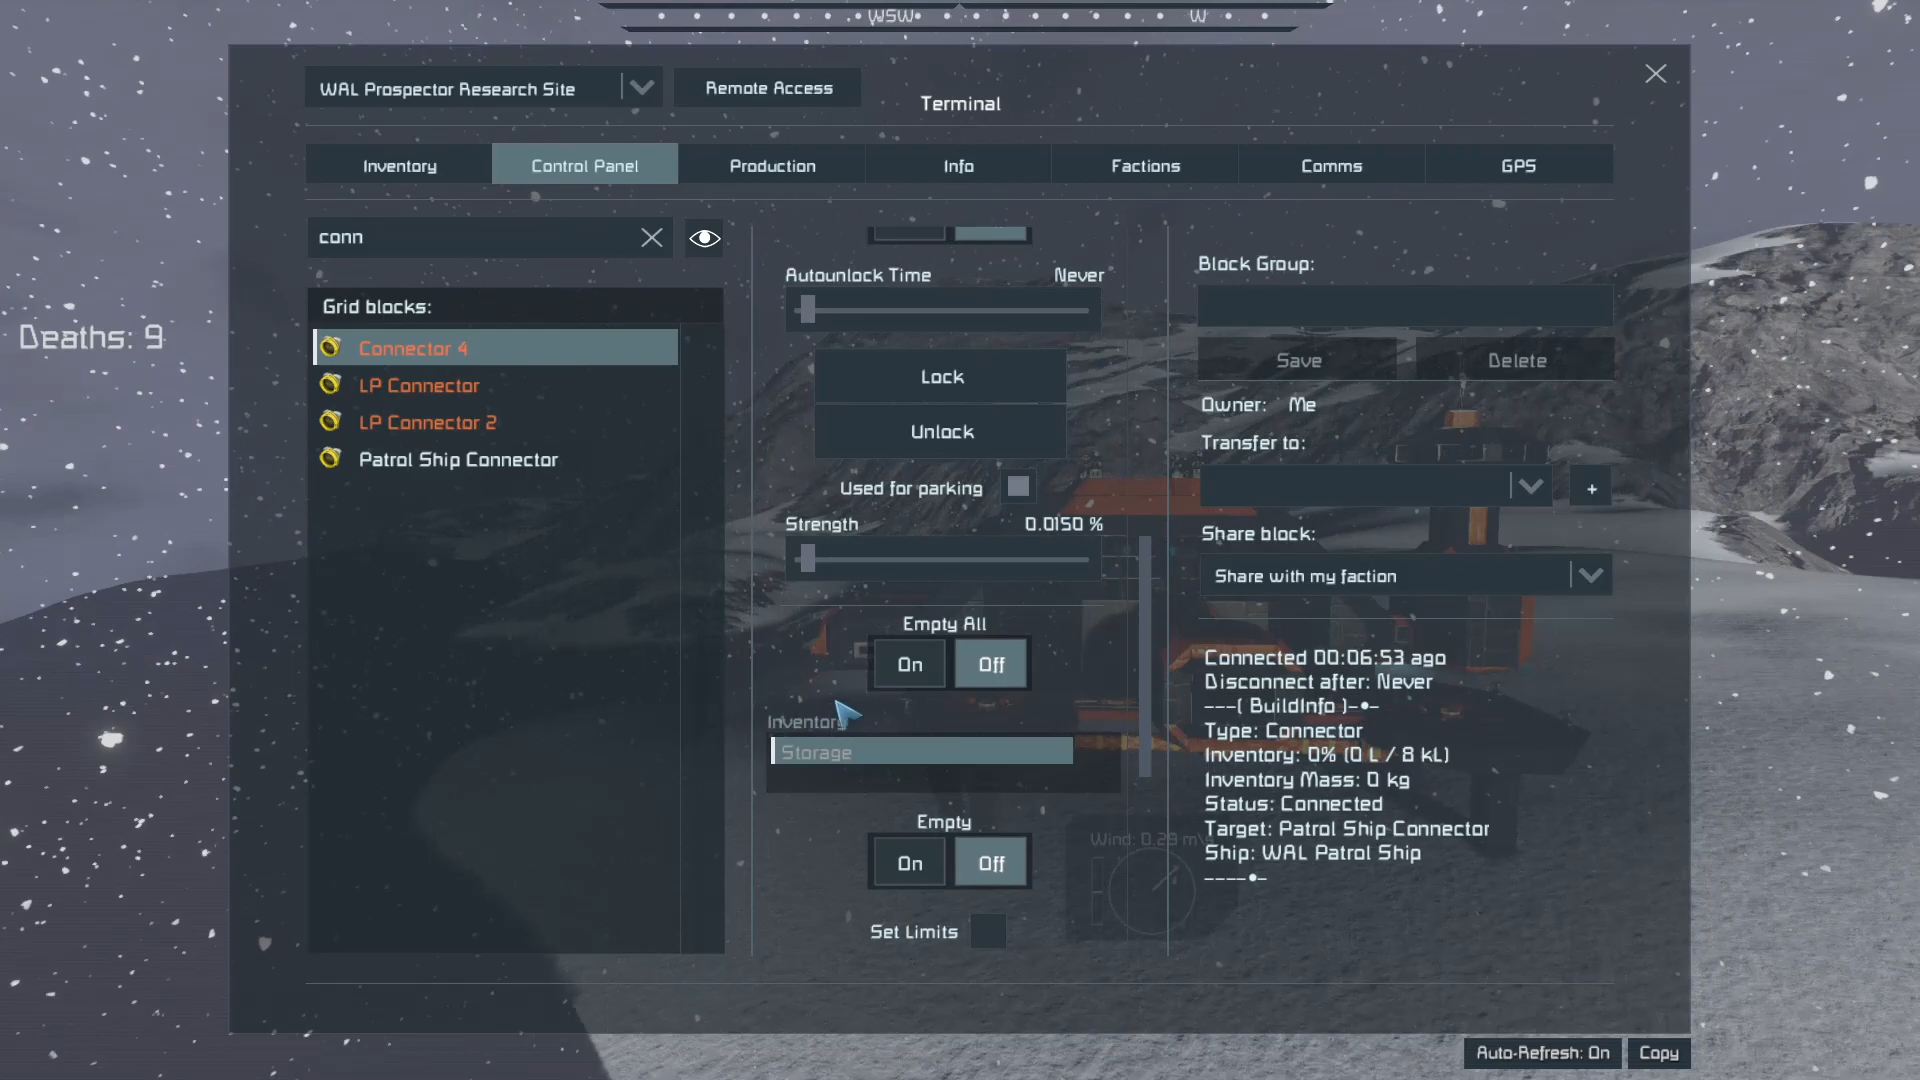 WSW
W
WAL Prospector Research Site
Remote Access
Terminal
Inventory
Control Panel
Production
Info
Factions
Comms
GPS
conn
Grid blocks:
Connector 4
LP Connector
LP Connector 2
Patrol Ship Connector
Deaths: 9
Autounlock Time Never
Lock
Unlock
Used for parking
Strength 0.0150 %
Empty All
On Off
Inventory
Storage
Empty
On Off
Set Limits
Block Group:
Save Delete
Owner: Me
Transfer to:
+
Share block:
Share with my faction
Connected 00:06:53 ago
Disconnect after: Never
---( BuildInfo )-•-
Type: Connector
Inventory: 0% (0 L / 8 kL)
Inventory Mass: 0 kg
Status: Connected
Target: Patrol Ship Connector
Ship: WAL Patrol Ship
----•-
Wind: 0.29 m/
Auto-Refresh: On
Copy